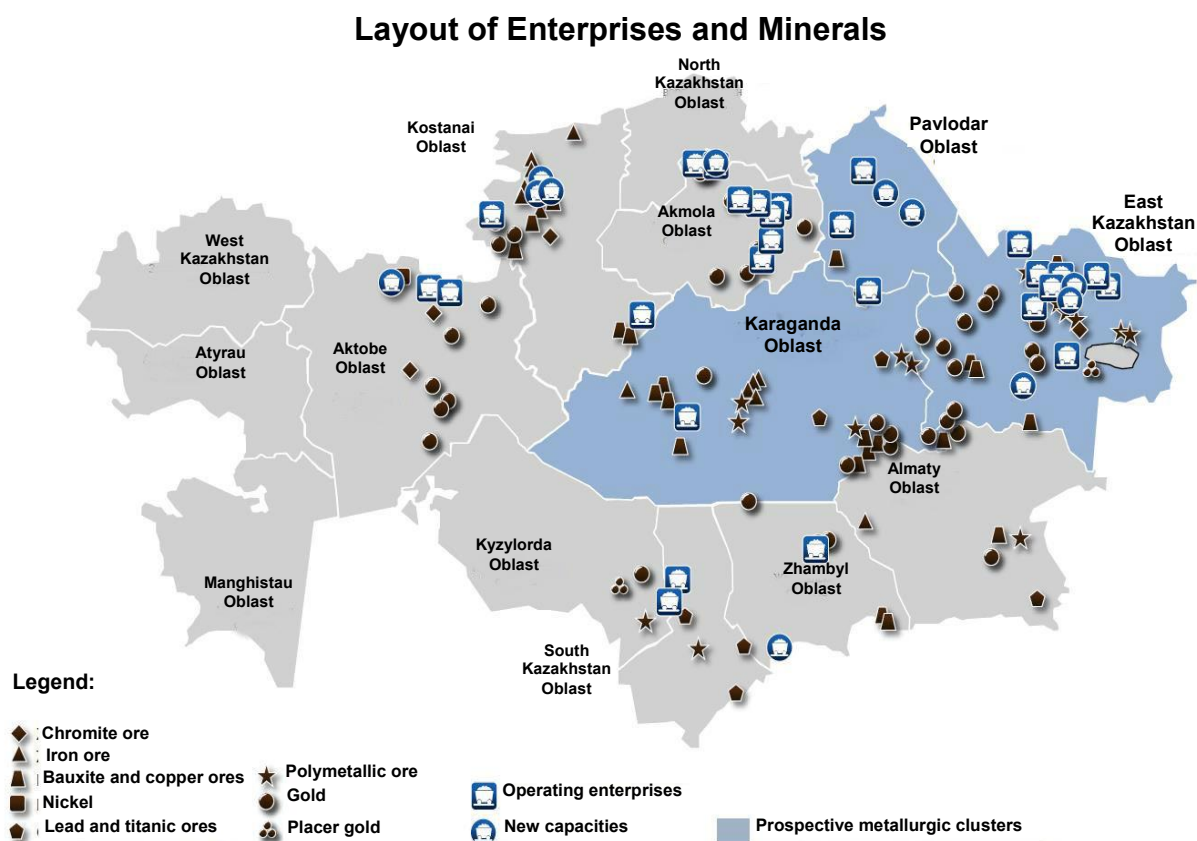 Layout of Enterprises and Minerals
North
Kazakhstan
Oblast
Kostanai
Oblast
Pavlodar
Oblast
East
Kazakhstan
Oblast
Akmola
Oblast
West
Kazakhstan
Oblast
Karaganda
Oblast
Atyrau
Oblast
Aktobe
Oblast
Almaty
Oblast
Kyzylorda
Oblast
Zhambyl
Oblast
Manghistau
Oblast
South
Kazakhstan
Oblast
Legend:
Chromite ore
Iron ore
Bauxite and copper ores
Nickel
Lead and titanic ores
Polymetallic ore
Gold
Placer gold
Operating enterprises
New capacities
Prospective metallurgic clusters